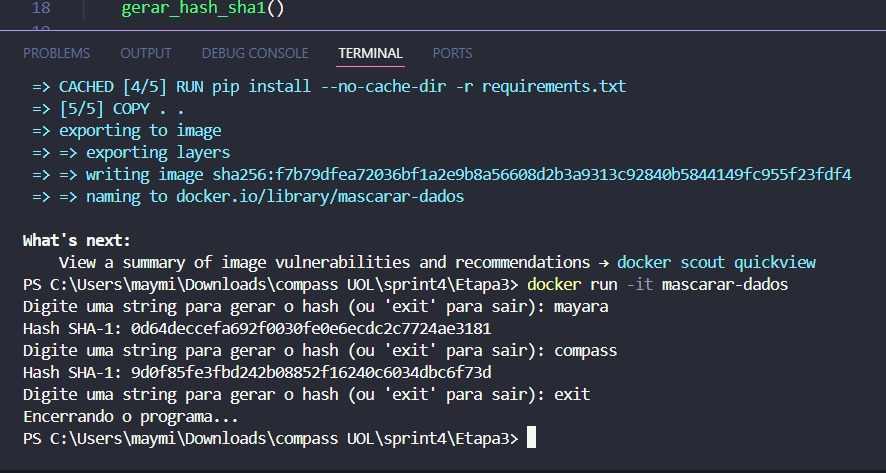 18 gerar_hash_sha1()
PROBLEMS OUTPUT DEBUG CONSOLE TERMINAL PORTS
=> CACHED [4/5] RUN pip install --no-cache-dir -r requirements.txt
=> [5/5] COPY . .
=> exporting to image
=> => exporting layers
=> => writing image sha256:f7b79dfea72036bf1a2e9b8a56608d2b3a9313c92840b5844149fc955f23fdf4
=> => naming to docker.io/library/mascarar-dados
What's next:
View a summary of image vulnerabilities and recommendations → docker scout quickview
PS C:\Users\maymi\Downloads\compass UOL\sprint4\Etapa3> docker run -it mascarar-dados
Digite uma string para gerar o hash (ou 'exit' para sair): mayara
Hash SHA-1: 0d64deccefa692f0030fe0e6ecdc2c7724ae3181
Digite uma string para gerar o hash (ou 'exit' para sair): compass
Hash SHA-1: 9d0f85fe3fbd242b08852f16240c6034dbc6f73d
Digite uma string para gerar o hash (ou 'exit' para sair): exit
Encerrando o programa...
PS C:\Users\maymi\Downloads\compass UOL\sprint4\Etapa3>